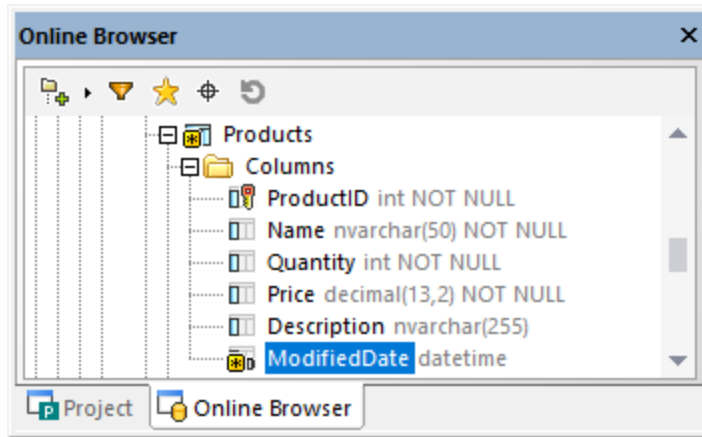 Online Browser
Products
Columns
ProductID int NOT NULL
Name nvarchar(50) NOT NULL
Quantity int NOT NULL
Price decimal(13,2) NOT NULL
Description nvarchar(255)
ModifiedDate datetime
Project Online Browser